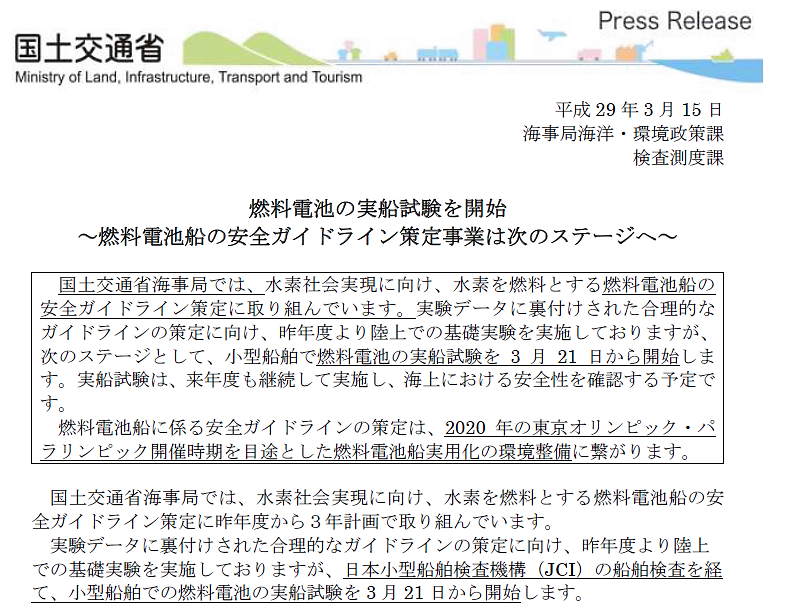 Press Release
国土交通省
Ministry of Land, Infrastructure, Transport and Tourism
平成 29 年 3 月 15 日
海事局海洋・環境政策課
検査測度課
燃料電池の実船試験を開始
～燃料電池船の安全ガイドライン策定事業は次のステージへ～
国土交通省海事局では、水素社会実現に向け、水素を燃料とする燃料電池船の
安全ガイドライン策定に取り組んでいます。実験データに裏付けされた合理的な
ガイドラインの策定に向け、昨年度より陸上での基礎実験を実施しておりますが、
次のステージとして、小型船舶で燃料電池の実船試験を 3 月 21 日から開始しま
す。実船試験は、来年度も継続して実施し、海上における安全性を確認する予定で
す。
燃料電池船に係る安全ガイドラインの策定は、2020 年の東京オリンピック・パ
ラリンピック開催時期を目途とした燃料電池船実用化の環境整備に繋がります。
国土交通省海事局では、水素社会実現に向け、水素を燃料とする燃料電池船の安
全ガイドライン策定に昨年度から３年計画で取り組んでいます。
実験データに裏付けされた合理的なガイドラインの策定に向け、昨年度より陸上
での基礎実験を実施しておりますが、日本小型船舶検査機構（JCI）の船舶検査を経
て、小型船舶での燃料電池の実船試験を 3 月 21 日から開始します。